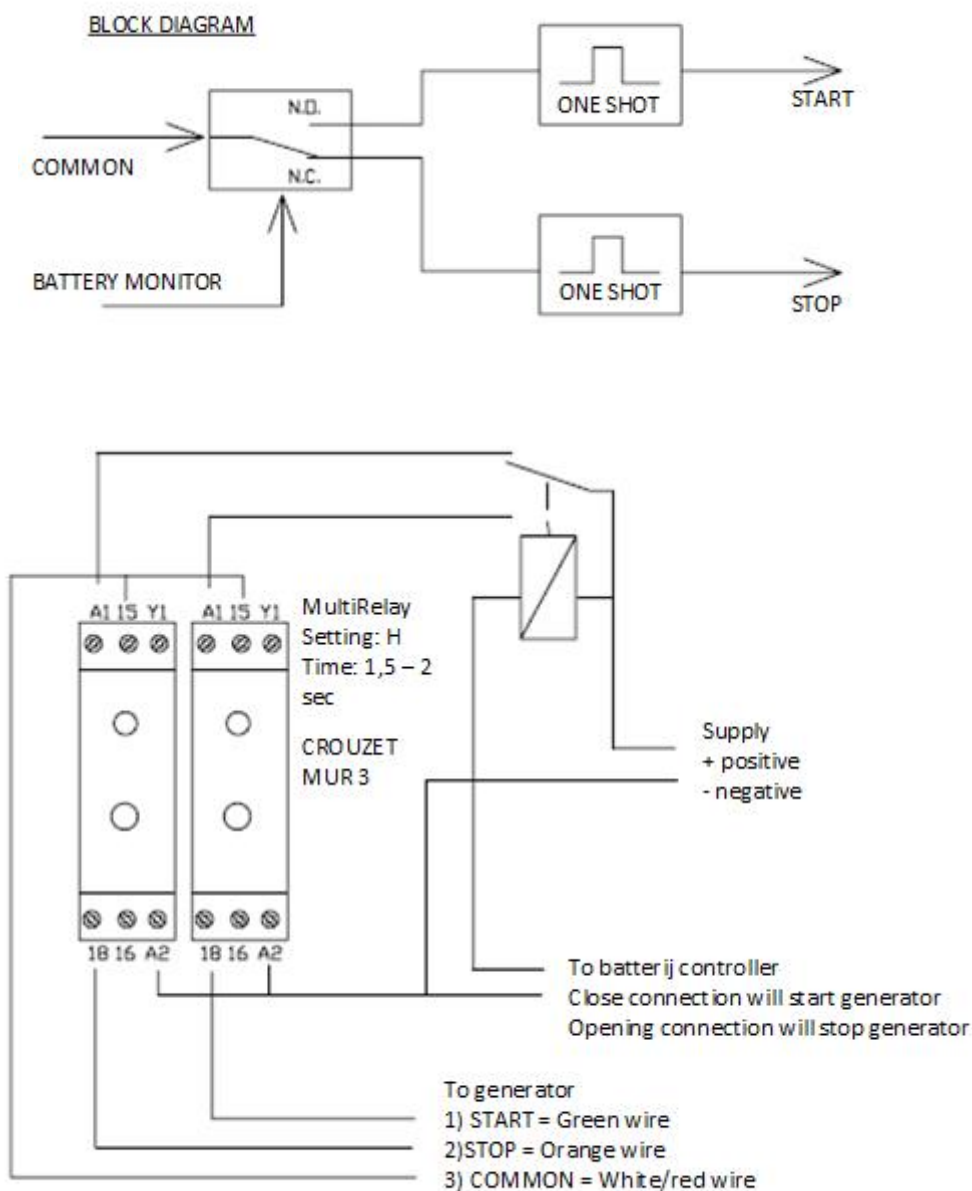 BLOCK DIAGRAM
N.O.
ONE SHOT
START
COMMON
N.C.
BATTERY MONITOR
ONE SHOT
STOP
A1 15 Y1
A1 15 Y1
MultiRelay
Setting: H
Time: 1,5 – 2
sec
CROUZET
MUR 3
Supply
+ positive
- negative
18 16 A2
18 16 A2
To batterij controller
Close connection will start generator
Opening connection will stop generator
To generator
1) START = Green wire
2)STOP = Orange wire
3) COMMON = White/red wire